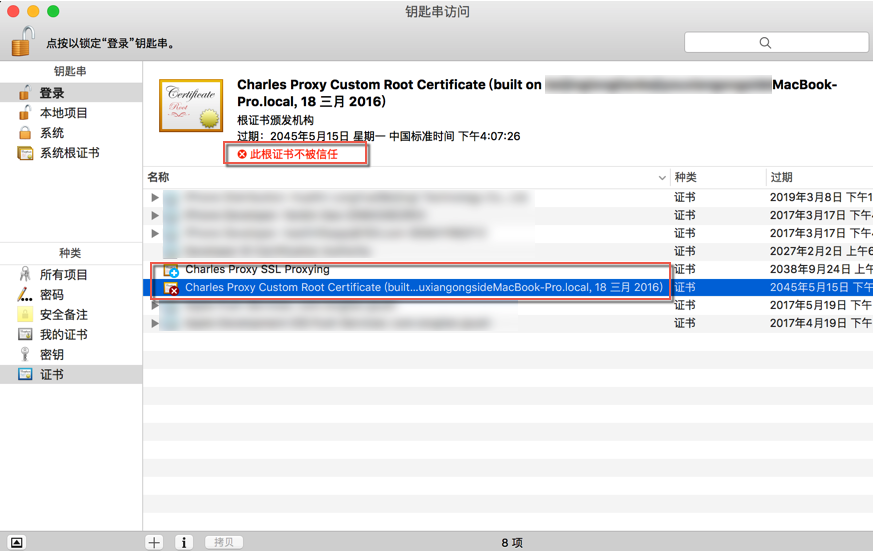 钥匙串访问
点按以锁定“登录”钥匙串。
钥匙串
登录
本地项目
系统
系统根证书
种类
所有项目
密码
安全备注
我的证书
密钥
证书
Certificate
Root
Charles Proxy Custom Root Certificate (built on MacBook-
Pro.local, 18 三月 2016)
根证书颁发机构
过期: 2045年5月15日 星期一 中国标准时间 下午4:07:26
此根证书不被信任
名称 种类 过期
证书 2019年3月8日 下午1
证书 2017年3月17日 下午
证书 2017年3月17日 下午
证书 2027年2月2日 上午
Charles Proxy SSL Proxying 证书 2038年9月24日 上午
Charles Proxy Custom Root Certificate (built...uxiangongsideMacBook-Pro.local, 18 三月 2016) 证书 2045年5月15日 下午
证书 2017年5月19日 下午
证书 2017年4月19日 下午
拷贝
8 项